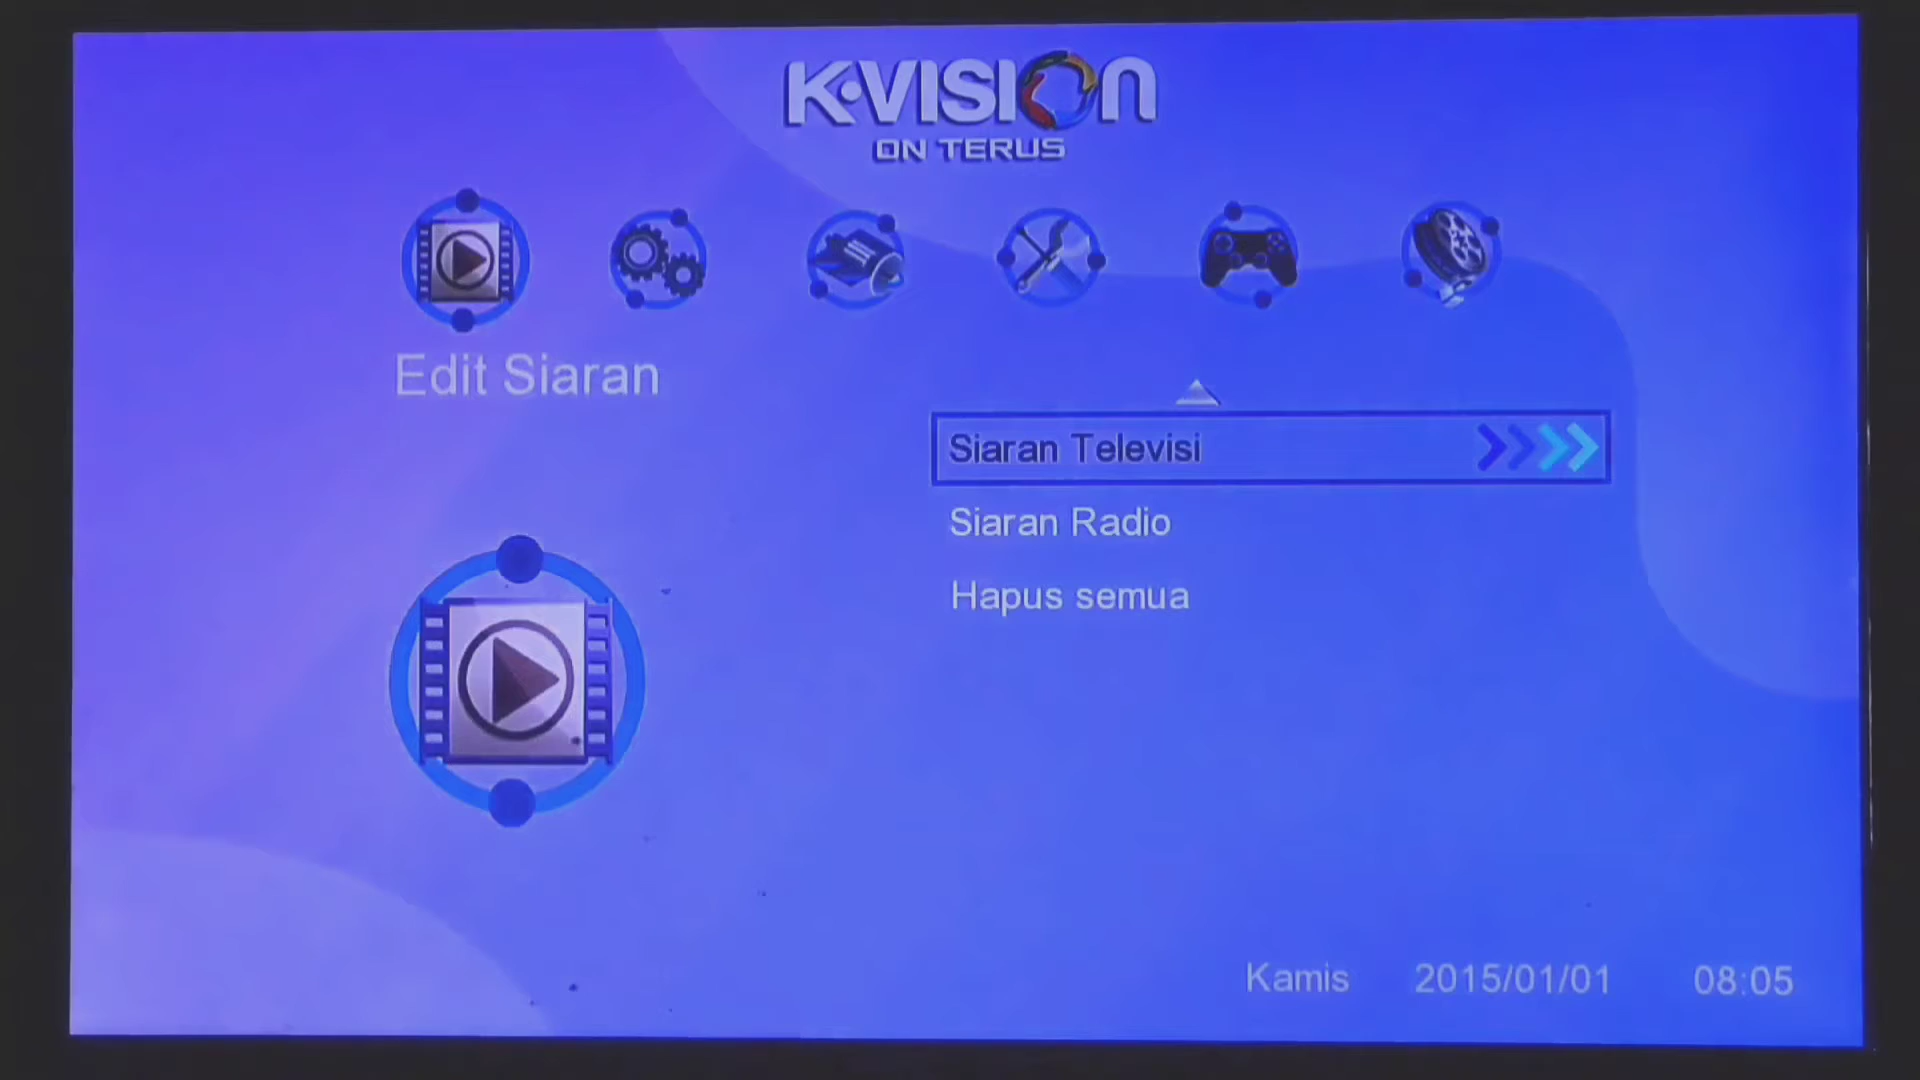 K-VISION
ON TERUS
Edit Siaran
Siaran Televisi
Siaran Radio
Hapus semua
Kamis 2015/01/01 08:05